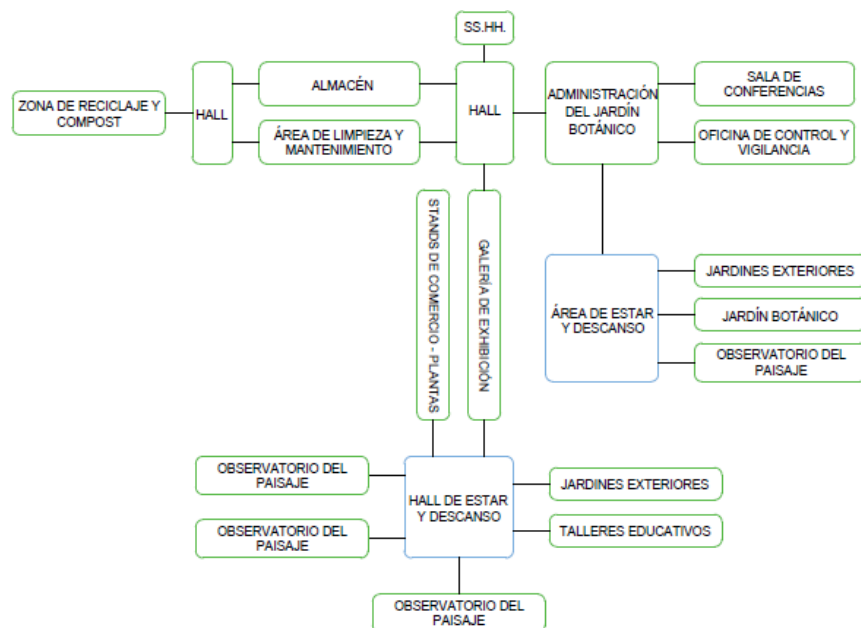 SS.HH.
ZONA DE RECICLAJE Y
COMPOST
HALL
ALMACÉN
ÁREA DE LIMPIEZA Y
MANTENIMIENTO
HALL
ADMINISTRACIÓN
DEL JARDÍN
BOTÁNICO
SALA DE
CONFERENCIAS
OFICINA DE CONTROL Y
VIGILANCIA
STANDS DE COMERCIO - PLANTAS
GALERÍA DE EXHIBICIÓN
ÁREA DE ESTAR
Y DESCANSO
JARDINES EXTERIORES
JARDÍN BOTÁNICO
OBSERVATORIO DEL
PAISAJE
OBSERVATORIO DEL
PAISAJE
OBSERVATORIO DEL
PAISAJE
HALL DE ESTAR
Y DESCANSO
JARDINES EXTERIORES
TALLERES EDUCATIVOS
OBSERVATORIO DEL
PAISAJE